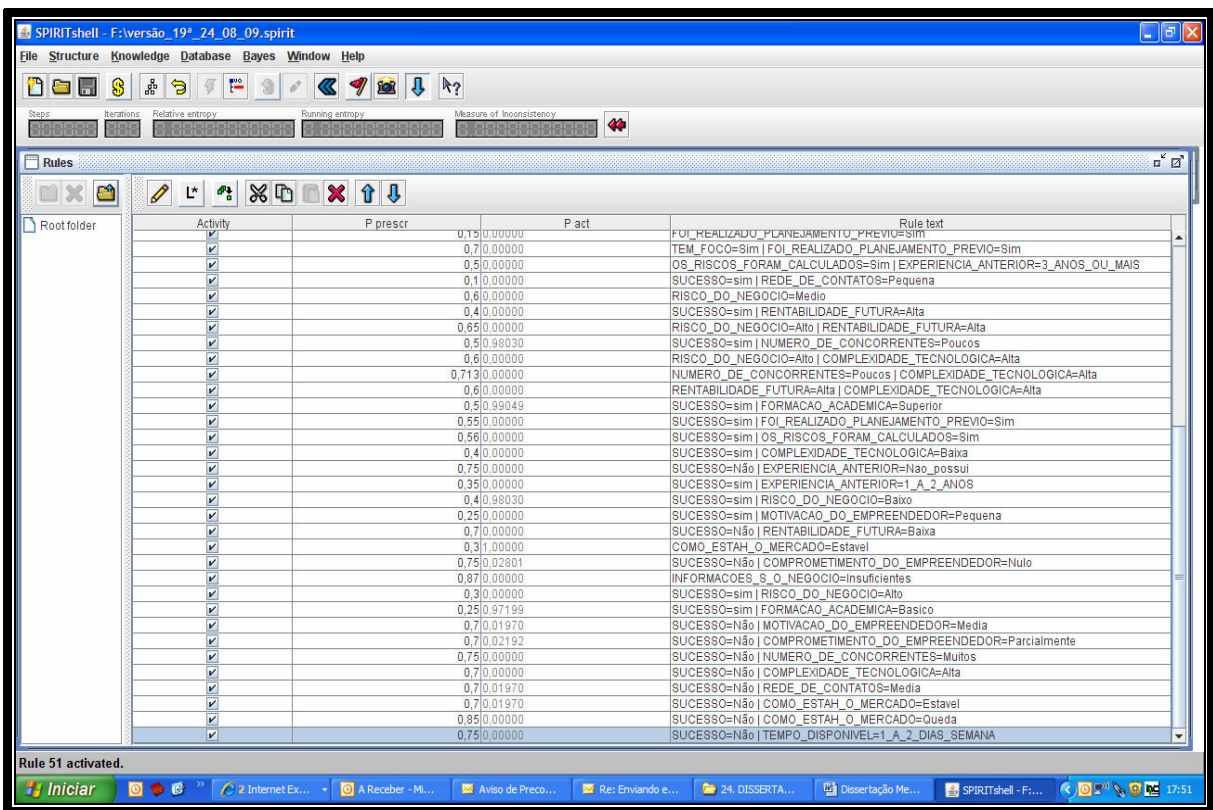 SPIRITshell - F:\versão_19ª_24_08_09.spirit
File Structure Knowledge Database Bayes Window Help
Steps Iterations Relative entropy Running entropy Measure of Inconsistency
Rules
Root folder
Activity P prescr P act Rule text
0,15 0,00000 FOI_REALIZADO_PLANEJAMENTO_PREVIO=Sim
0,7 0,00000 TEM_FOCO=Sim | FOI_REALIZADO_PLANEJAMENTO_PREVIO=Sim
0,5 0,00000 OS_RISCOS_FORAM_CALCULADOS=Sim | EXPERIENCIA_ANTERIOR=3_ANOS_OU_MAIS
0,1 0,00000 SUCESSO=sim | REDE_DE_CONTATOS=Pequena
0,6 0,00000 RISCO_DO_NEGOCIO=Medio
0,4 0,00000 SUCESSO=sim | RENTABILIDADE_FUTURA=Alta
0,65 0,00000 RISCO_DO_NEGOCIO=Alto | RENTABILIDADE_FUTURA=Alta
0,5 0,98030 SUCESSO=sim | NUMERO_DE_CONCORRENTES=Poucos
0,6 0,00000 RISCO_DO_NEGOCIO=Alto | COMPLEXIDADE_TECNOLOGICA=Alta
0,713 0,00000 NUMERO_DE_CONCORRENTES=Poucos | COMPLEXIDADE_TECNOLOGICA=Alta
0,6 0,00000 RENTABILIDADE_FUTURA=Alta | COMPLEXIDADE_TECNOLOGICA=Alta
0,5 0,99049 SUCESSO=sim | FORMACAO_ACADEMICA=Superior
0,55 0,00000 SUCESSO=sim | FOI_REALIZADO_PLANEJAMENTO_PREVIO=Sim
0,56 0,00000 SUCESSO=sim | OS_RISCOS_FORAM_CALCULADOS=Sim
0,4 0,00000 SUCESSO=sim | COMPLEXIDADE_TECNOLOGICA=Baixa
0,75 0,00000 SUCESSO=Não | EXPERIENCIA_ANTERIOR=Nao_possui
0,35 0,00000 SUCESSO=sim | EXPERIENCIA_ANTERIOR=1_A_2_ANOS
0,4 0,98030 SUCESSO=sim | RISCO_DO_NEGOCIO=Baixo
0,25 0,00000 SUCESSO=sim | MOTIVACAO_DO_EMPREENDEDOR=Pequena
0,7 0,00000 SUCESSO=Não | RENTABILIDADE_FUTURA=Baixa
0,3 1,00000 COMO_ESTAH_O_MERCADO=Estavel
0,75 0,02801 SUCESSO=Não | COMPROMETIMENTO_DO_EMPREENDEDOR=Nulo
0,87 0,00000 INFORMACOES_S_O_NEGOCIO=Insuficientes
0,3 0,00000 SUCESSO=sim | RISCO_DO_NEGOCIO=Alto
0,25 0,97199 SUCESSO=sim | FORMACAO_ACADEMICA=Basico
0,7 0,01970 SUCESSO=Não | MOTIVACAO_DO_EMPREENDEDOR=Media
0,7 0,02192 SUCESSO=Não | COMPROMETIMENTO_DO_EMPREENDEDOR=Parcialmente
0,75 0,00000 SUCESSO=Não | NUMERO_DE_CONCORRENTES=Muitos
0,7 0,00000 SUCESSO=Não | COMPLEXIDADE_TECNOLOGICA=Alta
0,7 0,01970 SUCESSO=Não | REDE_DE_CONTATOS=Media
0,7 0,01970 SUCESSO=Não | COMO_ESTAH_O_MERCADO=Estavel
0,85 0,00000 SUCESSO=Não | COMO_ESTAH_O_MERCADO=Queda
0,75 0,00000 SUCESSO=Não | TEMPO_DISPONIVEL=1_A_2_DIAS_SEMANA
Rule 51 activated.
Iniciar 2 Internet Ex... A Receber - Mi... Aviso de Preco... Re: Enviando e... 24. DISSERTA... Dissertação Me... SPIRITshell - F:... 17:51